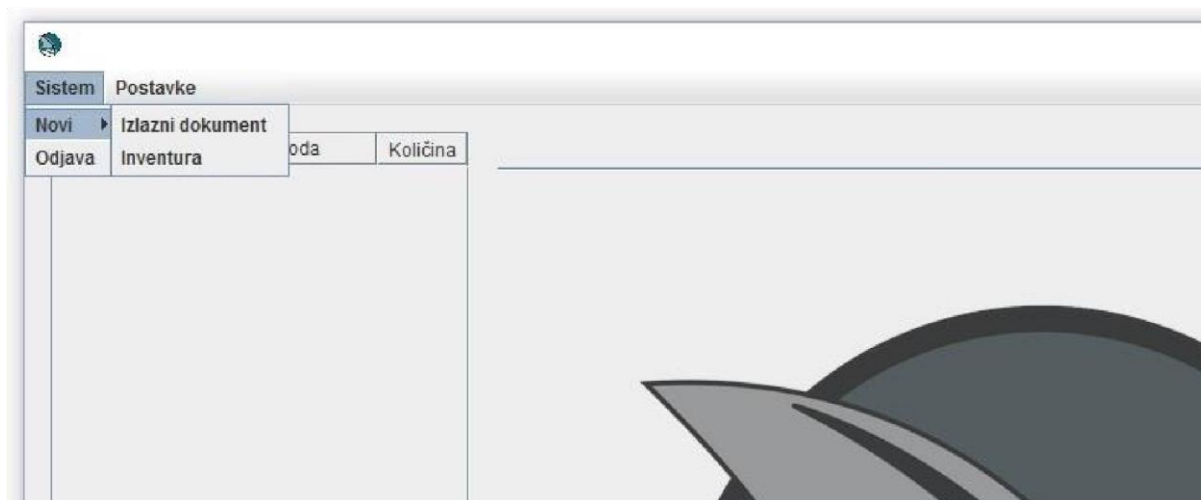 Sistem Postavke
Novi Izlazni dokument
Odjava Inventura
oda Količina